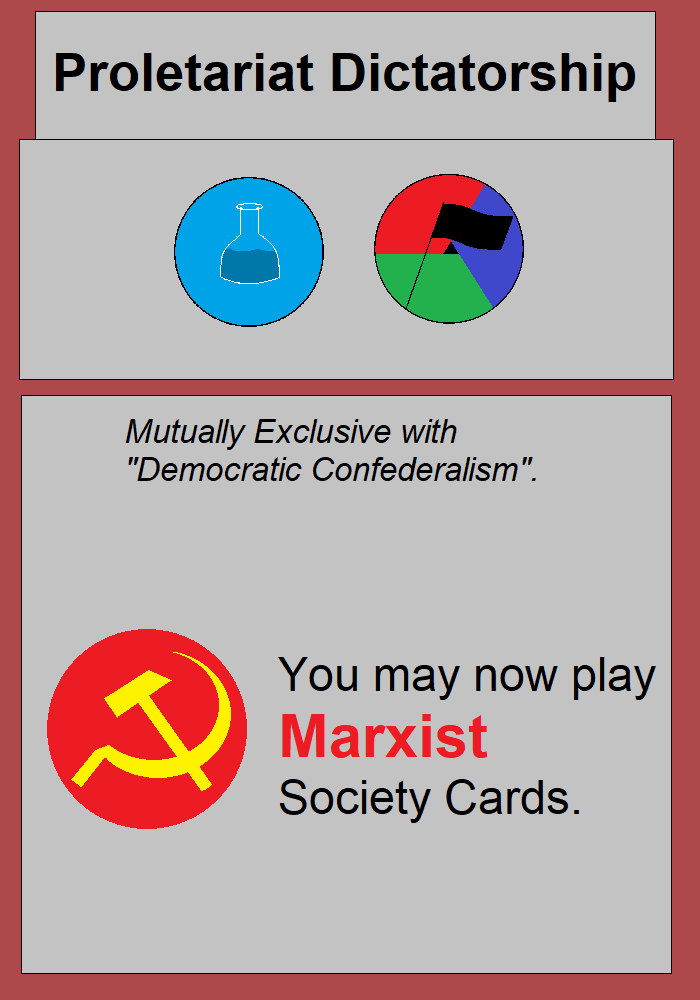 Proletariat Dictatorship
Mutually Exclusive with
"Democratic Confederalism".
You may now play
Marxist
Society Cards.